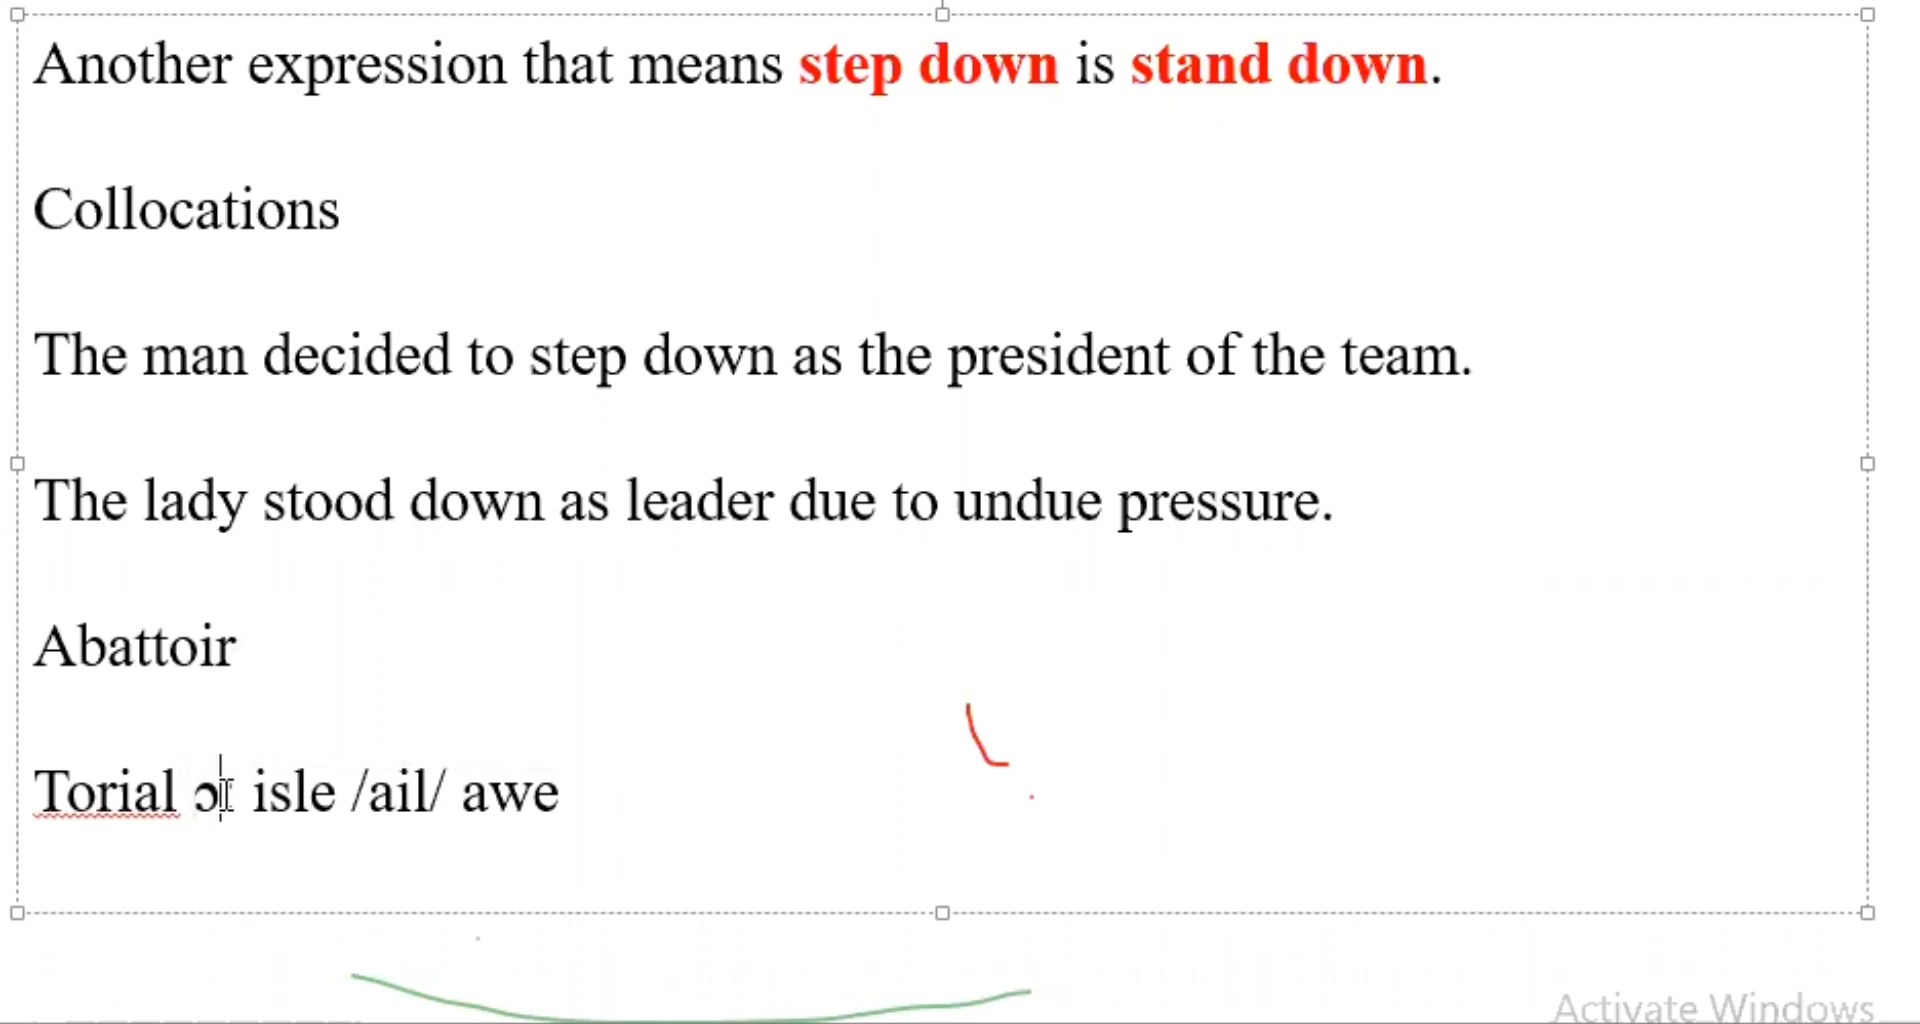 Another expression that means step down is stand down.
Collocations
The man decided to step down as the president of the team.
The lady stood down as leader due to undue pressure.
Abattoir
Torial ɔ isle /ail/ awe
Activate Windows